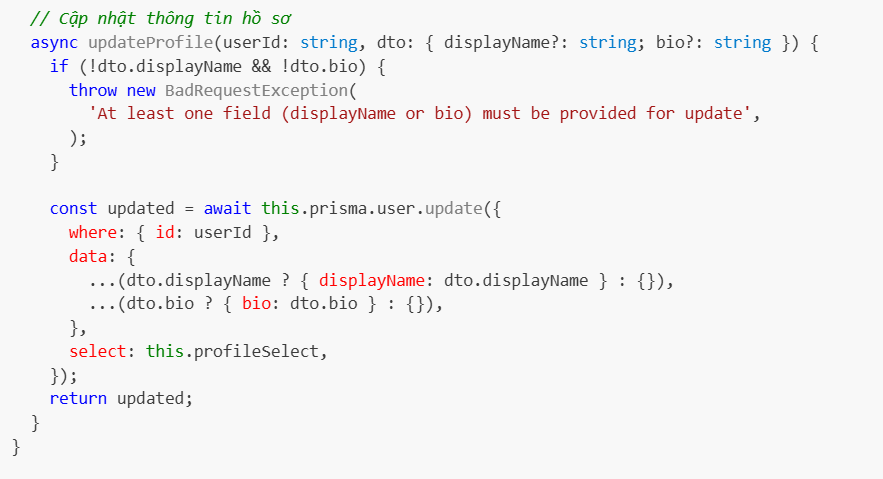 // Cập nhật thông tin hồ sơ
async updateProfile(userId: string, dto: { displayName?: string; bio?: string }) {
if (!dto.displayName && !dto.bio) {
throw new BadRequestException(
'At least one field (displayName or bio) must be provided for update',
);
}
const updated = await this.prisma.user.update({
where: { id: userId },
data: {
...(dto.displayName ? { displayName: dto.displayName } : {}),
...(dto.bio ? { bio: dto.bio } : {}),
},
select: this.profileSelect,
});
return updated;
}
}